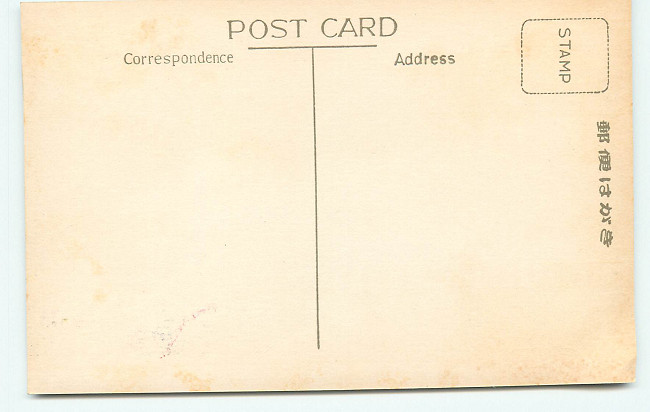 POST CARD
Correspondence
Address
STAMP
郵便はがき